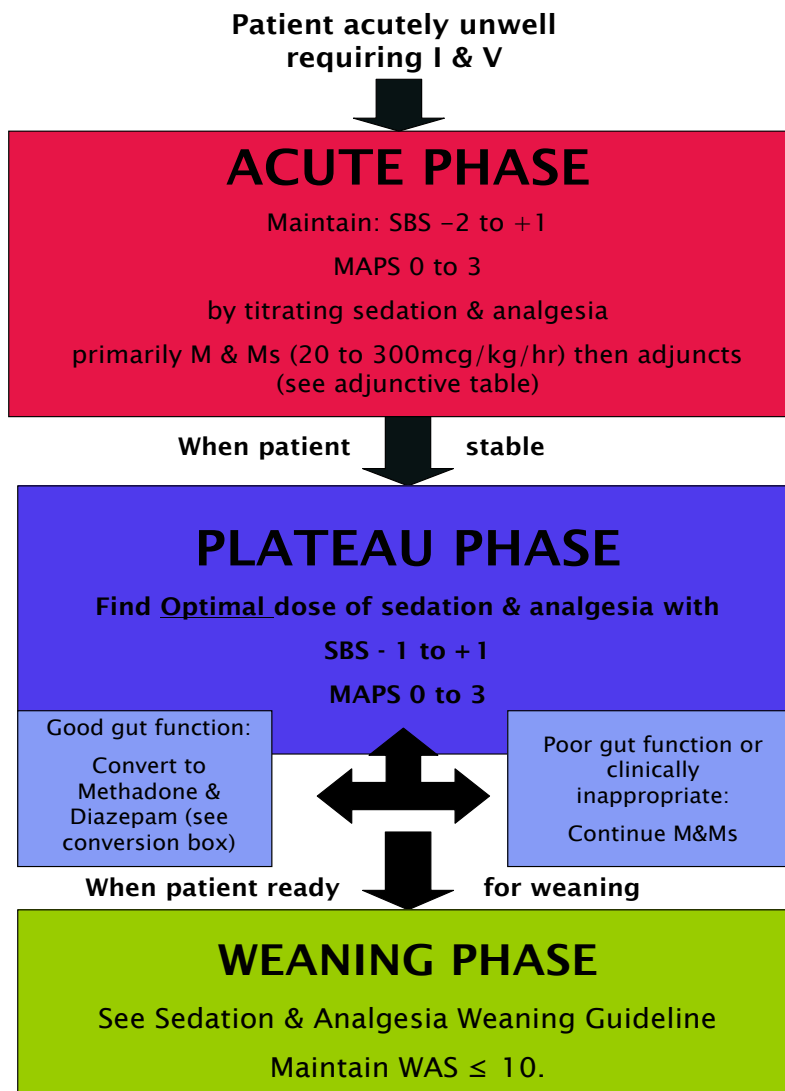 Patient acutely unwell
requiring I & V
ACUTE PHASE
Maintain: SBS –2 to +1
MAPS 0 to 3
by titrating sedation & analgesia
primarily M & Ms (20 to 300mcg/kg/hr) then adjuncts
(see adjunctive table)
When patient stable
PLATEAU PHASE
Find Optimal dose of sedation & analgesia with
SBS - 1 to +1
MAPS 0 to 3
Good gut function:
Convert to
Methadone &
Diazepam (see
conversion box)
Poor gut function or
clinically
inappropriate:
Continue M&Ms
When patient ready for weaning
WEANING PHASE
See Sedation & Analgesia Weaning Guideline
Maintain WAS ≤ 10.